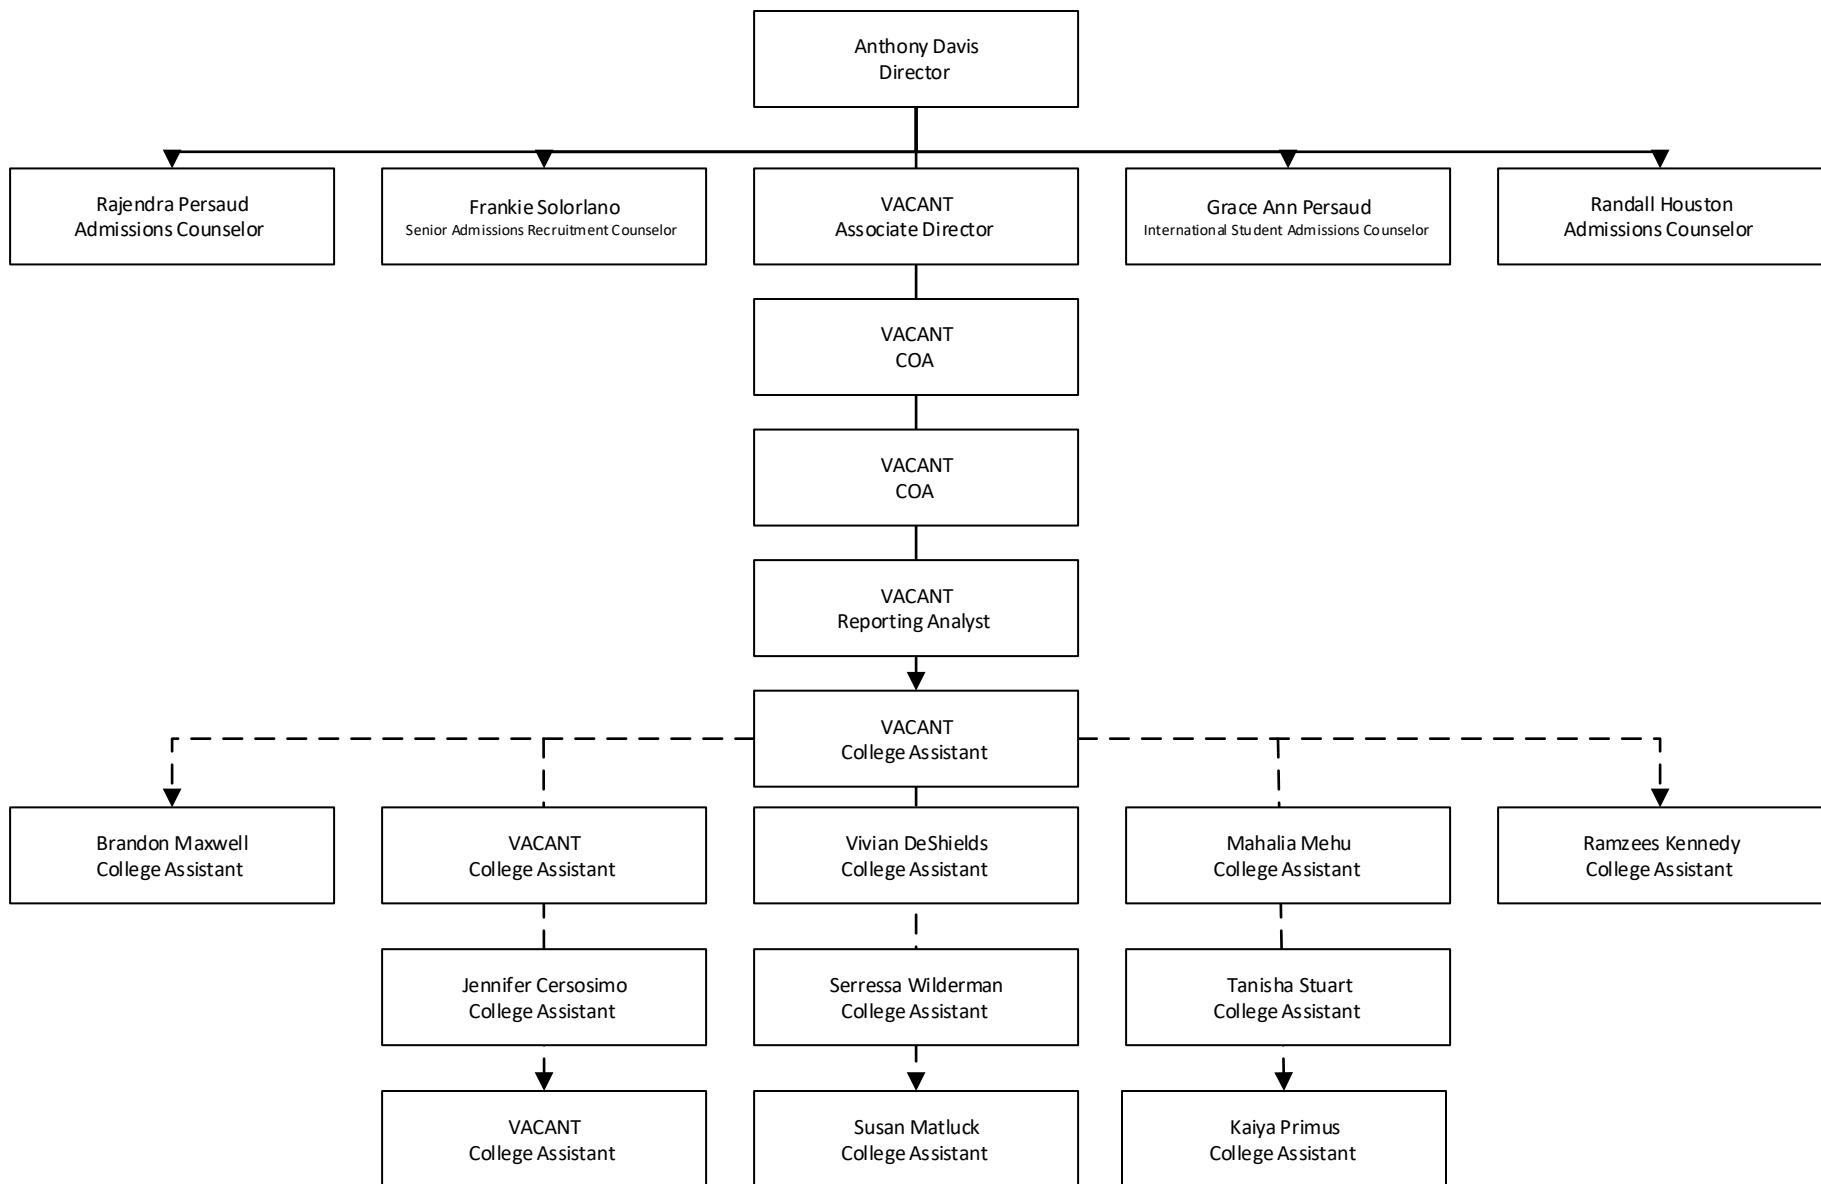 Anthony Davis
Director
Rajendra Persaud
Admissions Counselor
Frankie Solorlano
Senior Admissions Recruitment Counselor
VACANT
Associate Director
Grace Ann Persaud
International Student Admissions Counselor
Randall Houston
Admissions Counselor
VACANT
COA
VACANT
COA
VACANT
Reporting Analyst
VACANT
College Assistant
Brandon Maxwell
College Assistant
VACANT
College Assistant
Vivian DeShields
College Assistant
Mahalia Mehu
College Assistant
Ramzees Kennedy
College Assistant
Jennifer Cersosimo
College Assistant
Serressa Wilderman
College Assistant
Tanisha Stuart
College Assistant
VACANT
College Assistant
Susan Matluck
College Assistant
Kaiya Primus
College Assistant